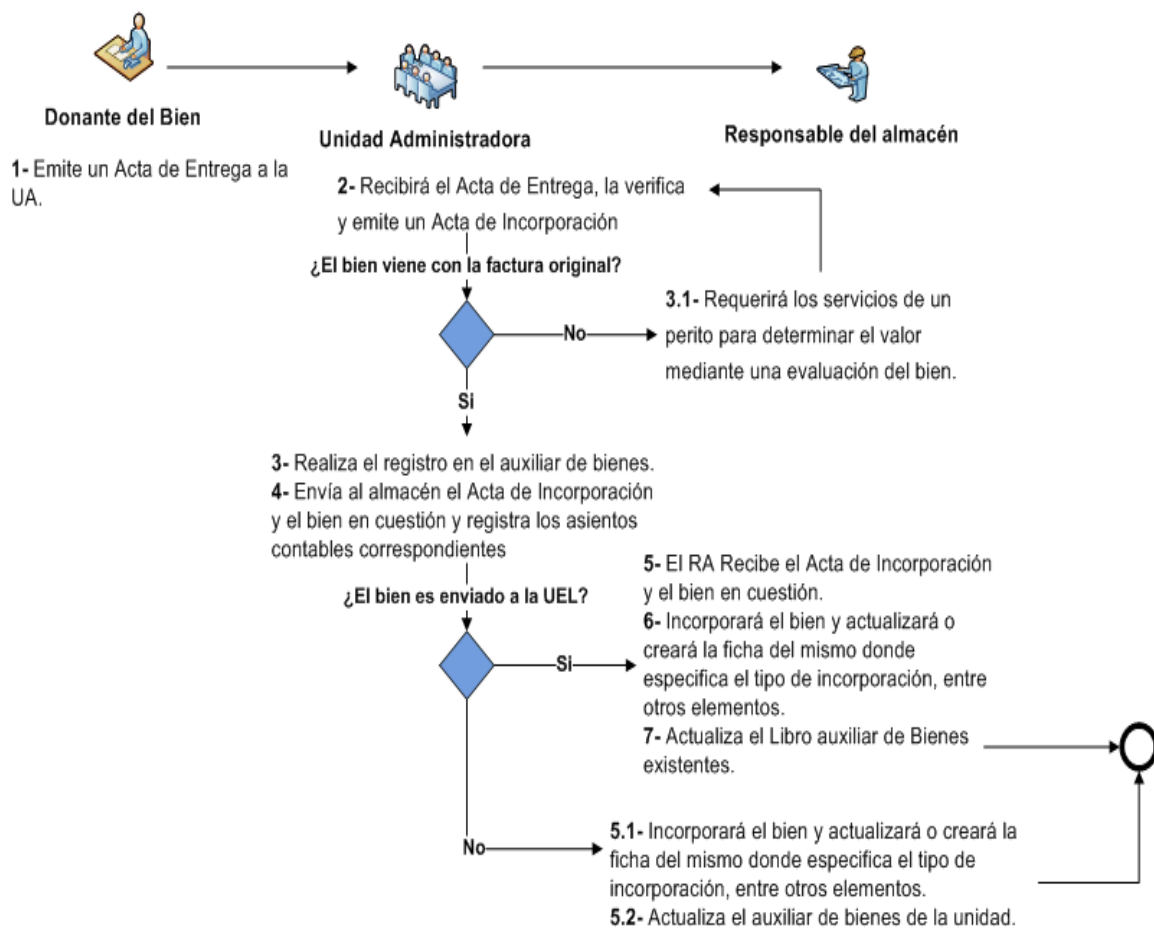 Donante del Bien
Unidad Administradora
Responsable del almacén
1- Emite un Acta de Entrega a la
UA.
2- Recibirá el Acta de Entrega, la verifica
y emite un Acta de Incorporación
¿El bien viene con la factura original?
No
3.1- Requerirá los servicios de un
perito para determinar el valor
mediante una evaluación del bien.
Si
3- Realiza el registro en el auxiliar de bienes.
4- Envía al almacén el Acta de Incorporación
y el bien en cuestión y registra los asientos
contables correspondientes
¿El bien es enviado a la UEL?
Si
5- El RA Recibe el Acta de Incorporación
y el bien en cuestión.
6- Incorporará el bien y actualizará o
creará la ficha del mismo donde
especifica el tipo de incorporación, entre
otros elementos.
7- Actualiza el Libro auxiliar de Bienes
existentes.
No
5.1- Incorporará el bien y actualizará o creará la
ficha del mismo donde especifica el tipo de
incorporación, entre otros elementos.
5.2- Actualiza el auxiliar de bienes de la unidad.